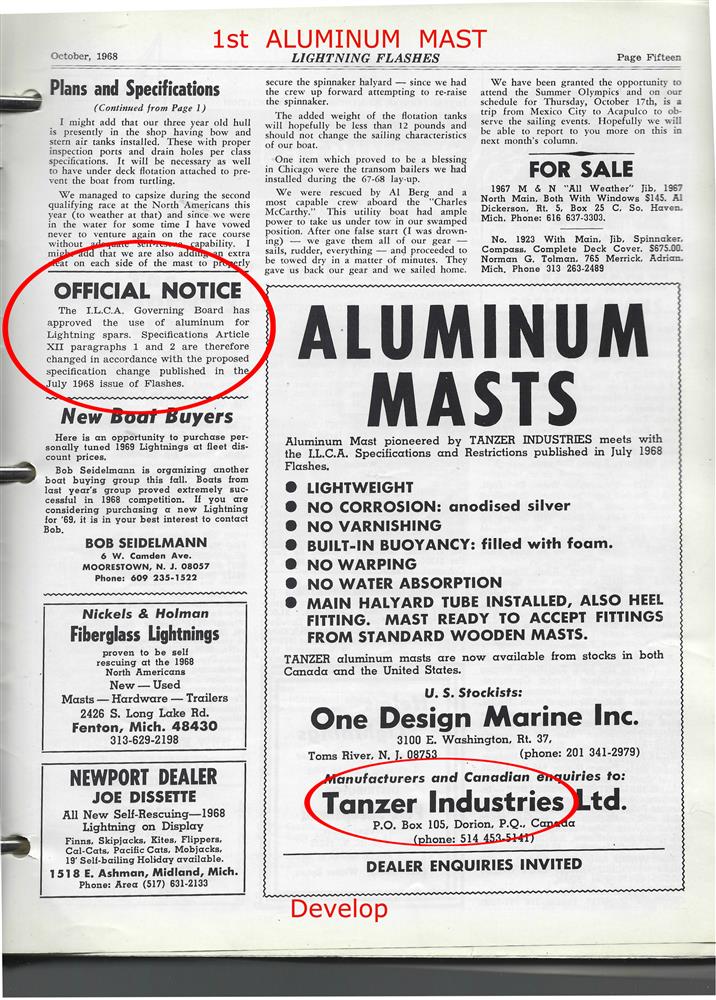 1st ALUMINUM MAST
October, 1968
LIGHTNING FLASHES
Page Fifteen
Plans and Specifications
(Continued from Page 1)
I might add that our three year old hull
is presently in the shop having bow and
stern air tanks installed. These with proper
inspection ports and drain holes per class
specifications. It will be necessary as well
to have under deck flotation attached to pre-
vent the boat from turtling.
We managed to capsize during the second
qualifying race at the North Americans this
year (to weather at that) and since we were
in the water for some time I have vowed
never to venture again on the race course
without adequate self-rescue capability. I
might add that we are also adding an extra
seat on each side of the mast to properly
secure the spinnaker halyard — since we had
the crew up forward attempting to re-raise
the spinnaker.
The added weight of the flotation tanks
will hopefully be less than 12 pounds and
should not change the sailing characteristics
of our boat.
One item which proved to be a blessing
in Chicago were the transom bailers we had
installed during the 67-68 lay-up.
We were rescued by Al Berg and a
most capable crew aboard the "Charles
McCarthy." This utility boat had ample
power to take us under tow in our swamped
position. After one false start (I was drown-
ing) — we gave them all of our gear —
sails, rudder, everything — and proceeded to
be towed dry in a matter of minutes. They
gave us back our gear and we sailed home.
We have been granted the opportunity to
attend the Summer Olympics and on our
schedule for Thursday, October 17th, is a
trip from Mexico City to Acapulco to ob-
serve the sailing events. Hopefully we will
be able to report to you more on this in
next month's column.
FOR SALE
1967 M & N "All Weather" Jib, 1967
North Main, Both With Windows $145. Al
Dickerson, Rt. 5, Box 25 C, So. Haven,
Mich. Phone: 616 637-3303.
No. 1923 With Main, Jib, Spinnaker,
Compass, Complete Deck Cover, $675.00.
Norman G. Tolman, 765 Merrick, Adrian,
Mich. Phone 313 263-2489
OFFICIAL NOTICE
The I.L.C.A. Governing Board has
approved the use of aluminum for
Lightning spars. Specifications Article
XII paragraphs 1 and 2 are therefore
changed in accordance with the proposed
specification change published in the
July 1968 issue of Flashes.
New Boat Buyers
Here is an opportunity to purchase per-
sonally tuned 1969 Lightnings at fleet dis-
count prices.
Bob Seidelmann is organizing another
boat buying group this fall. Boats from
last year's group proved extremely suc-
cessful in 1968 competition. If you are
considering purchasing a new Lightning
for '69, it is in your best interest to contact
Bob.
BOB SEIDELMANN
6 W. Camden Ave.
MOORESTOWN, N. J. 08057
Phone: 609 235-1522
Nickels & Holman
Fiberglass Lightnings
proven to be self
rescuing at the 1968
North Americans
New — Used
Masts — Hardware — Trailers
2426 S. Long Lake Rd.
Fenton, Mich. 48430
313-629-2198
NEWPORT DEALER
JOE DISSETTE
All New Self-Rescuing—1968
Lightning on Display
Finns, Skipjacks, Kites, Flippers,
Cal-Cats, Pacific Cats, Mobjacks,
19' Self-bailing Holiday available.
1518 E. Ashman, Midland, Mich.
Phone: Area (517) 631-2133
ALUMINUM
MASTS
Aluminum Mast pioneered by TANZER INDUSTRIES meets with
the I.L.C.A. Specifications and Restrictions published in July 1968
Flashes.
● LIGHTWEIGHT
● NO CORROSION: anodised silver
● NO VARNISHING
● BUILT-IN BUOYANCY: filled with foam.
● NO WARPING
● NO WATER ABSORPTION
● MAIN HALYARD TUBE INSTALLED, ALSO HEEL
FITTING. MAST READY TO ACCEPT FITTINGS
FROM STANDARD WOODEN MASTS.
TANZER aluminum masts are now available from stocks in both
Canada and the United States.
U. S. Stockists:
One Design Marine Inc.
3100 E. Washington, Rt. 37,
Toms River, N. J. 08753 (phone: 201 341-2979)
Manufacturers and Canadian enquiries to:
Tanzer Industries Ltd.
P.O. Box 105, Dorion, P.Q., Canada
(phone: 514 453-5141)
DEALER ENQUIRIES INVITED
Develop